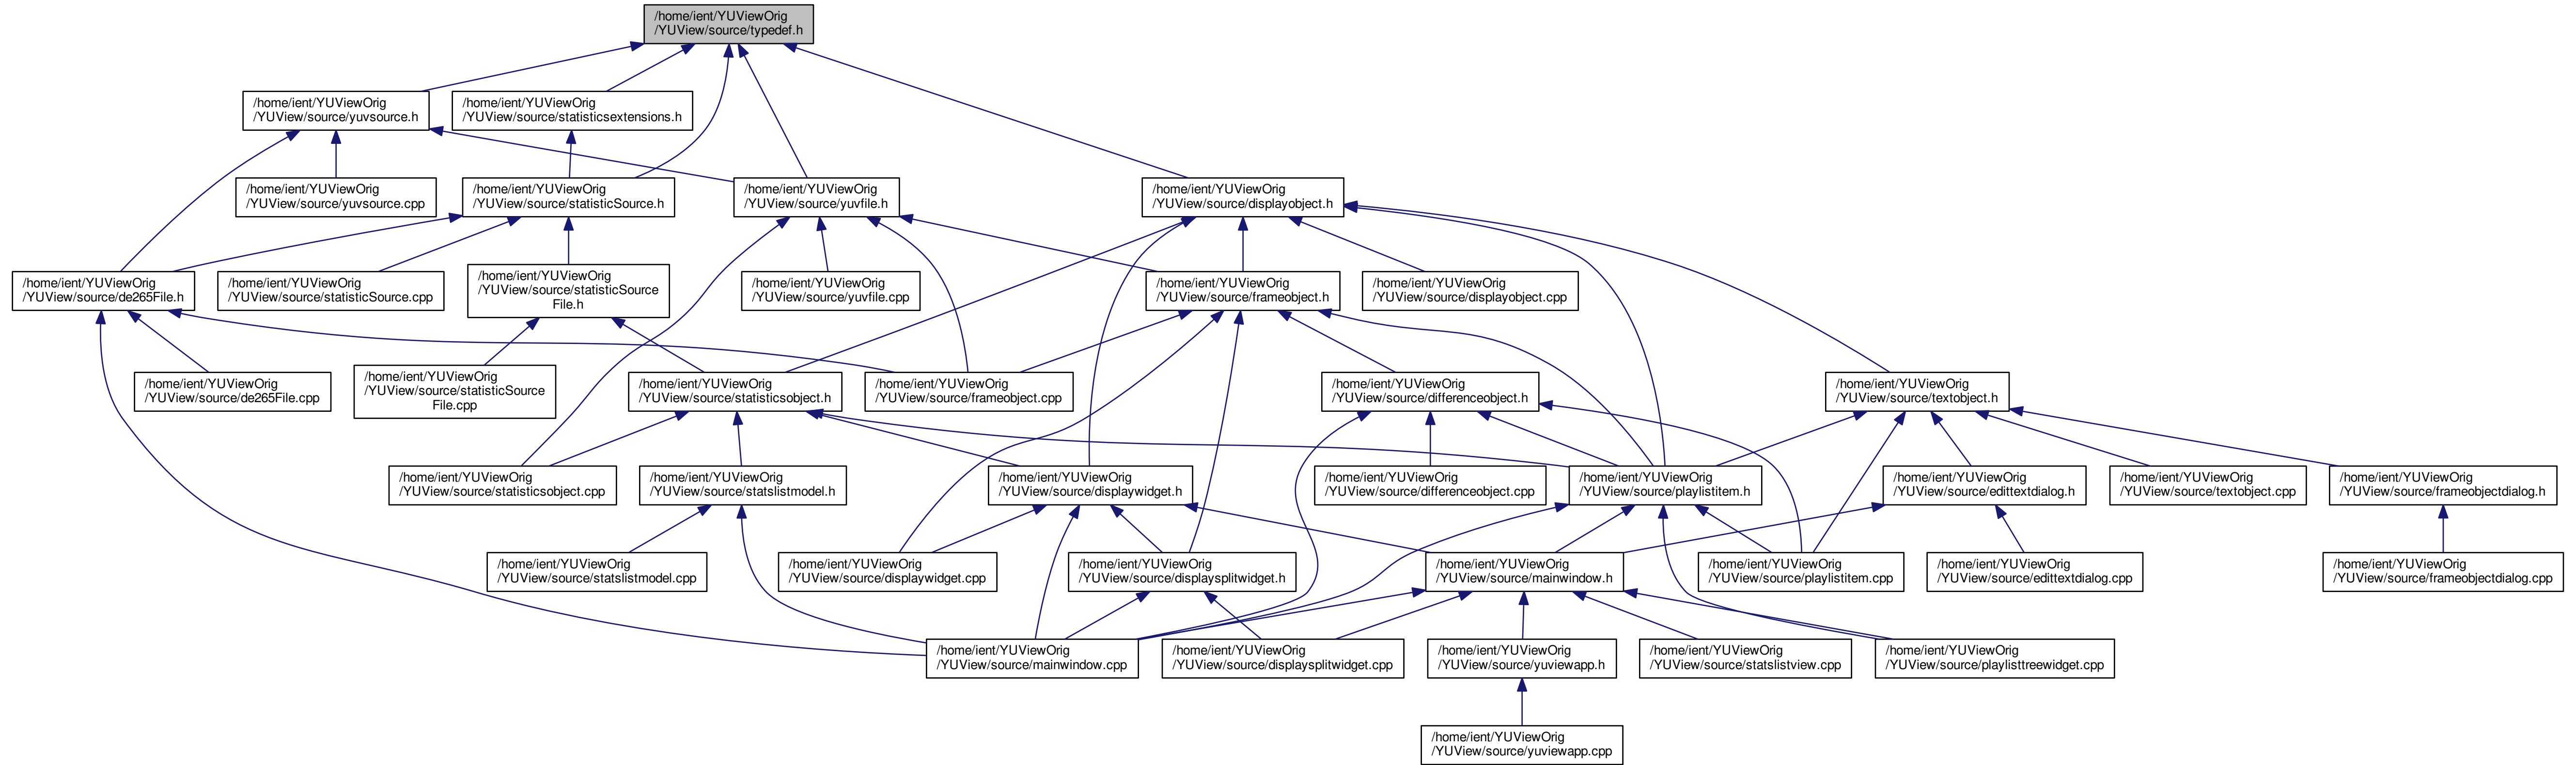 /home/ient/YUViewOrig
/YUView/source/typedef.h
/home/ient/YUViewOrig
/YUView/source/yuvsource.h
/home/ient/YUViewOrig
/YUView/source/statisticsextensions.h
/home/ient/YUViewOrig
/YUView/source/yuvsource.cpp
/home/ient/YUViewOrig
/YUView/source/statisticSource.h
/home/ient/YUViewOrig
/YUView/source/yuvfile.h
/home/ient/YUViewOrig
/YUView/source/displayobject.h
/home/ient/YUViewOrig
/YUView/source/de265File.h
/home/ient/YUViewOrig
/YUView/source/statisticSource.cpp
/home/ient/YUViewOrig
/YUView/source/statisticSource
File.h
/home/ient/YUViewOrig
/YUView/source/yuvfile.cpp
/home/ient/YUViewOrig
/YUView/source/frameobject.h
/home/ient/YUViewOrig
/YUView/source/displayobject.cpp
/home/ient/YUViewOrig
/YUView/source/de265File.cpp
/home/ient/YUViewOrig
/YUView/source/statisticSource
File.cpp
/home/ient/YUViewOrig
/YUView/source/statisticsobject.h
/home/ient/YUViewOrig
/YUView/source/frameobject.cpp
/home/ient/YUViewOrig
/YUView/source/differenceobject.h
/home/ient/YUViewOrig
/YUView/source/textobject.h
/home/ient/YUViewOrig
/YUView/source/statisticsobject.cpp
/home/ient/YUViewOrig
/YUView/source/statslistmodel.h
/home/ient/YUViewOrig
/YUView/source/displaywidget.h
/home/ient/YUViewOrig
/YUView/source/differenceobject.cpp
/home/ient/YUViewOrig
/YUView/source/playlistitem.h
/home/ient/YUViewOrig
/YUView/source/edittextdialog.h
/home/ient/YUViewOrig
/YUView/source/textobject.cpp
/home/ient/YUViewOrig
/YUView/source/frameobjectdialog.h
/home/ient/YUViewOrig
/YUView/source/statslistmodel.cpp
/home/ient/YUViewOrig
/YUView/source/displaywidget.cpp
/home/ient/YUViewOrig
/YUView/source/displaysplitwidget.h
/home/ient/YUViewOrig
/YUView/source/mainwindow.h
/home/ient/YUViewOrig
/YUView/source/playlistitem.cpp
/home/ient/YUViewOrig
/YUView/source/edittextdialog.cpp
/home/ient/YUViewOrig
/YUView/source/frameobjectdialog.cpp
/home/ient/YUViewOrig
/YUView/source/mainwindow.cpp
/home/ient/YUViewOrig
/YUView/source/displaysplitwidget.cpp
/home/ient/YUViewOrig
/YUView/source/yuviewapp.h
/home/ient/YUViewOrig
/YUView/source/statslistview.cpp
/home/ient/YUViewOrig
/YUView/source/playlisttreewidget.cpp
/home/ient/YUViewOrig
/YUView/source/yuviewapp.cpp